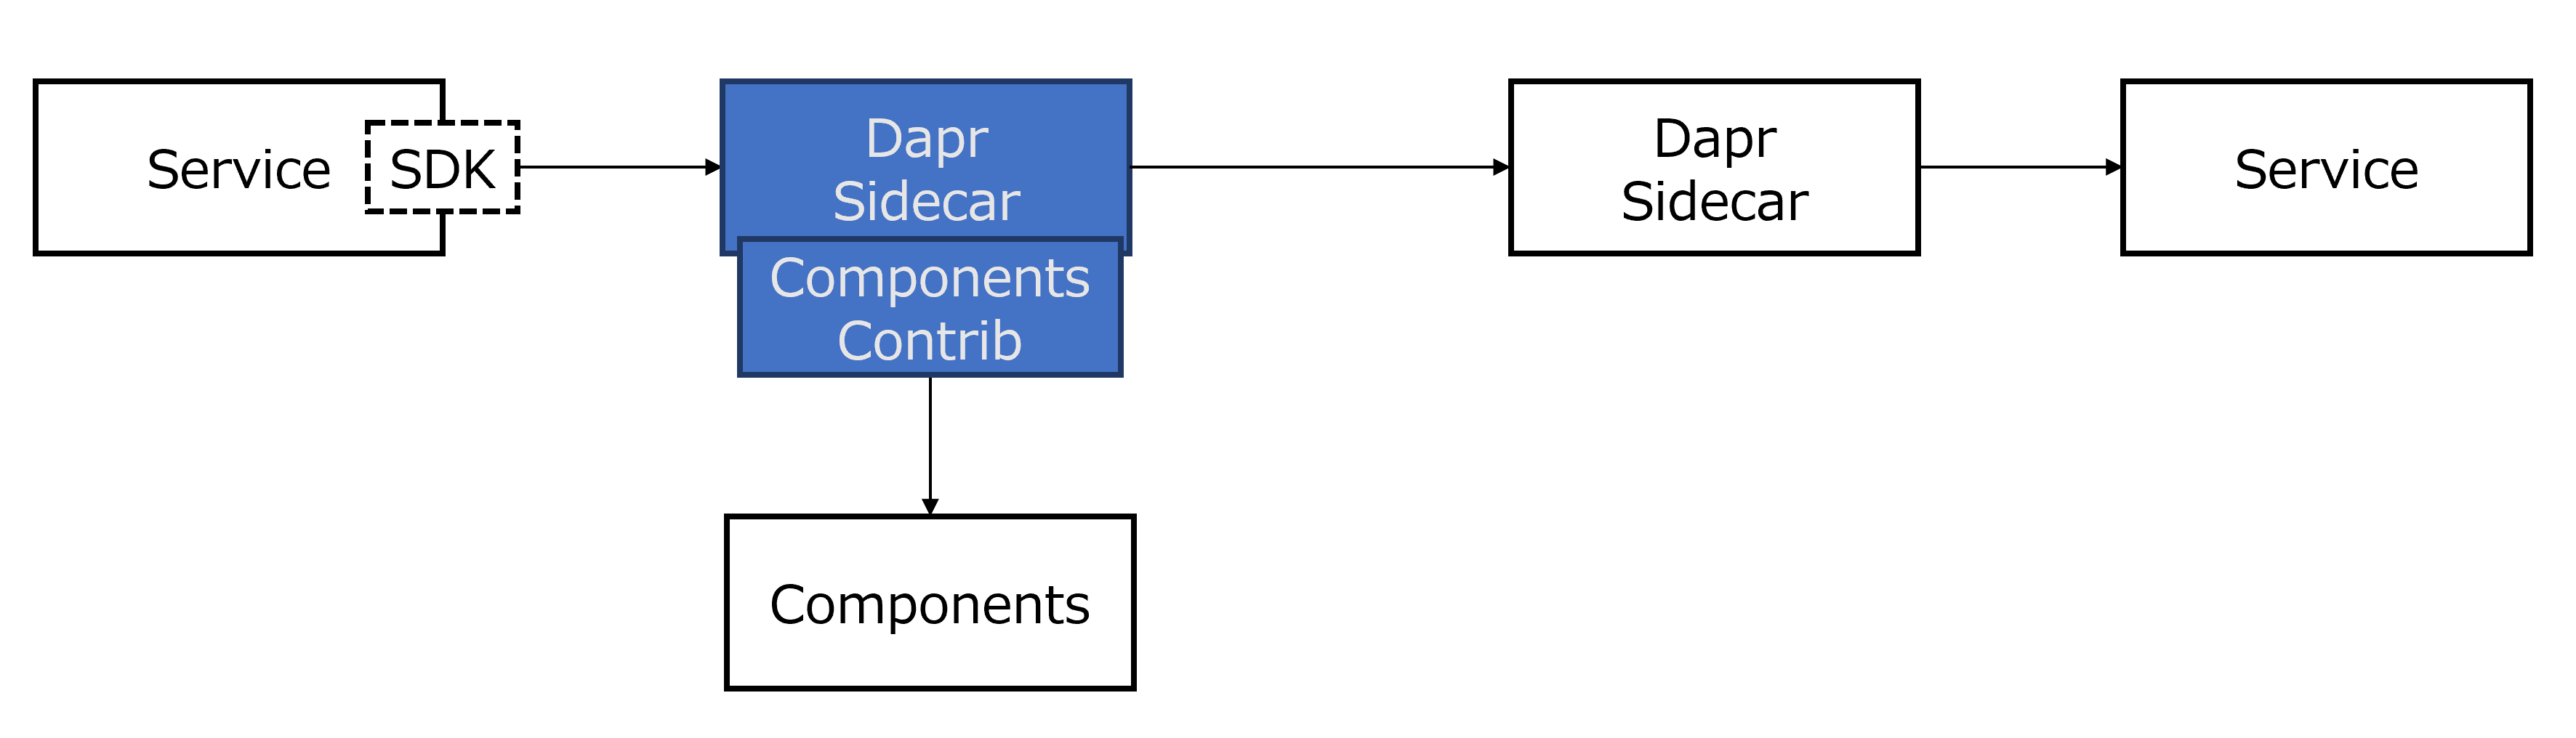 Service
SDK
Dapr
Sidecar
Components
Contrib
Dapr
Sidecar
Service
Components